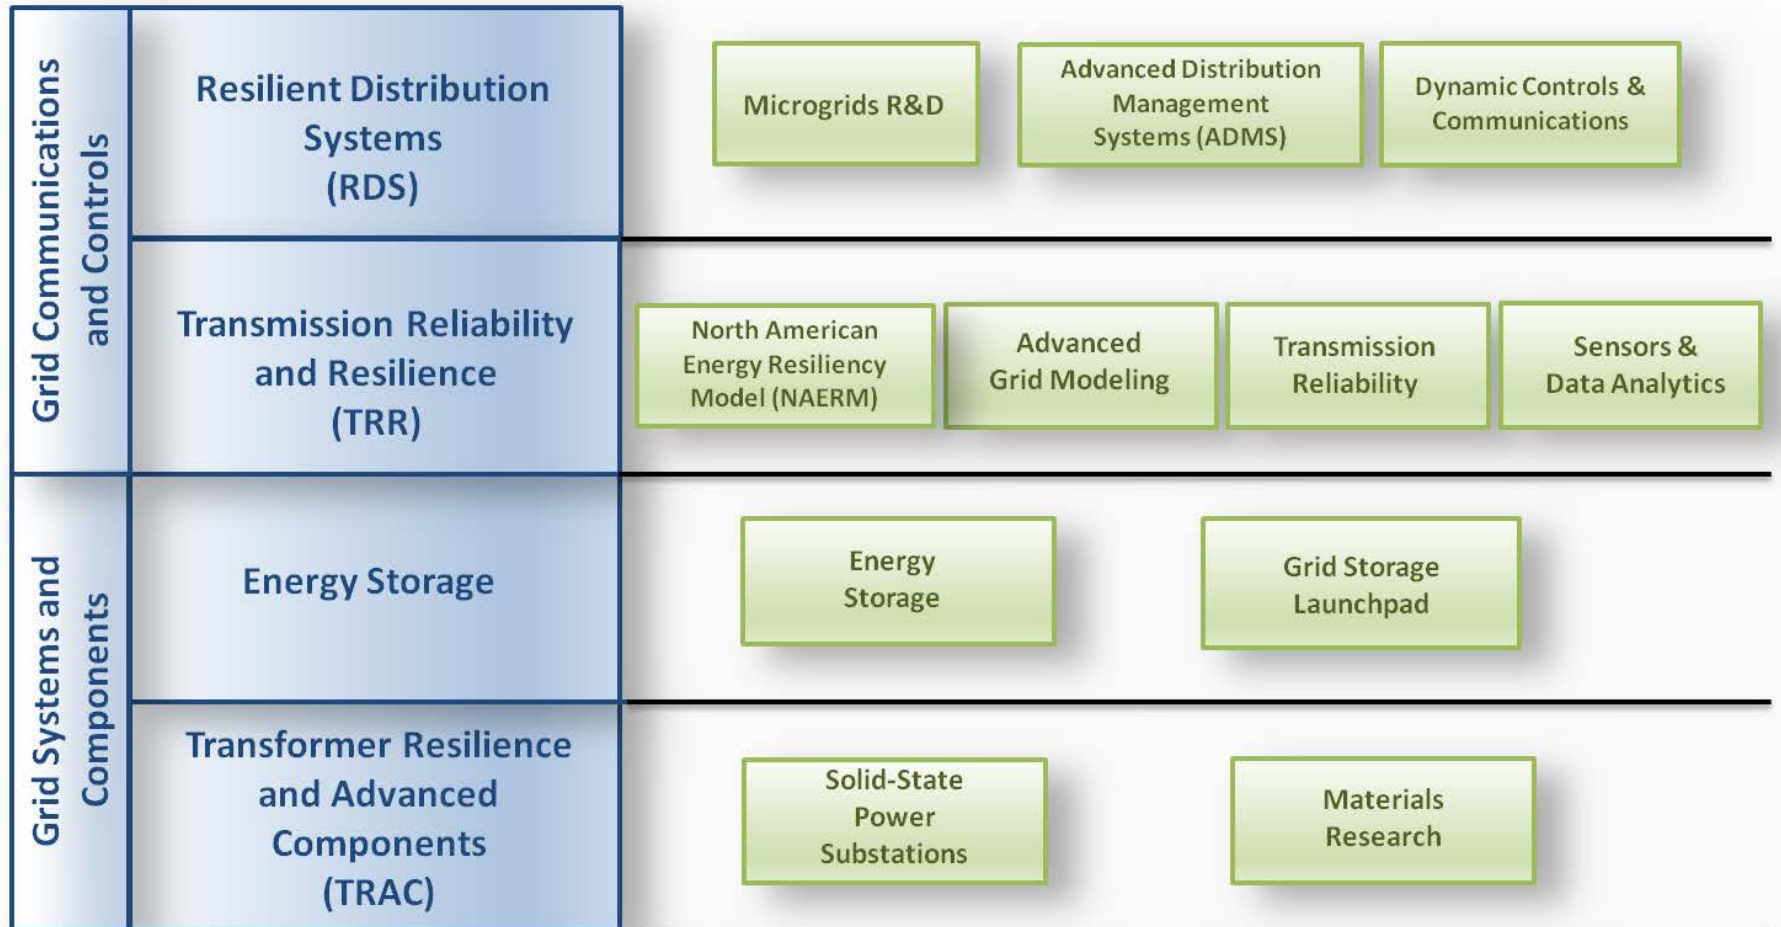 Grid Communications
and Controls
Resilient Distribution
Systems
(RDS)
Microgrids R&D
Advanced Distribution
Management
Systems (ADMS)
Dynamic Controls &
Communications
Transmission Reliability
and Resilience
(TRR)
North American
Energy Resiliency
Model (NAERM)
Advanced
Grid Modeling
Transmission
Reliability
Sensors &
Data Analytics
Grid Systems and
Components
Energy Storage
Energy
Storage
Grid Storage
Launchpad
Transformer Resilience
and Advanced
Components
(TRAC)
Solid-State
Power
Substations
Materials
Research